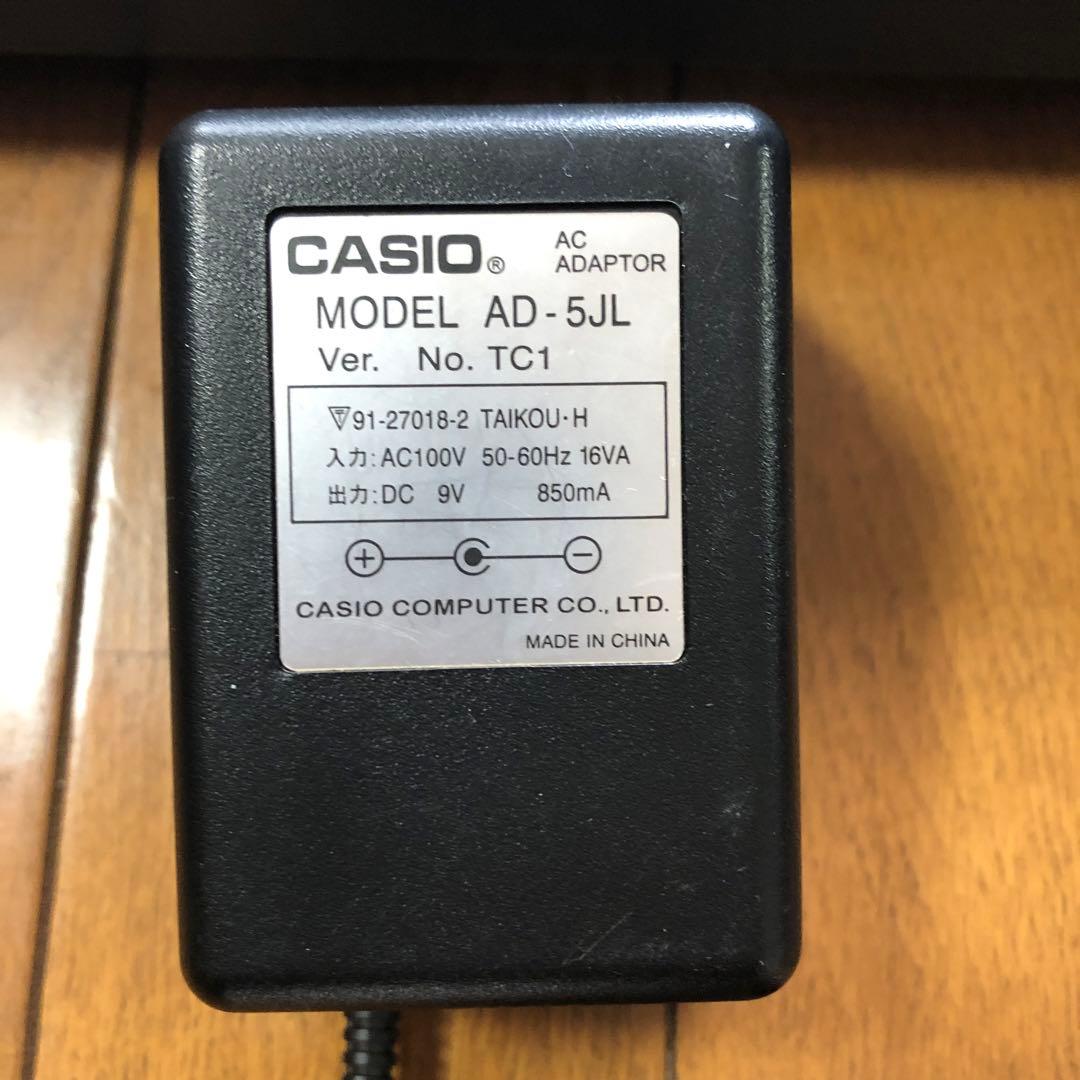 CASIO® AC ADAPTOR
MODEL AD-5JL
Ver. No. TC1
91-27018-2 TAIKOU・H
入力:AC100V 50-60Hz 16VA
出力:DC 9V 850mA
CASIO COMPUTER CO., LTD.
MADE IN CHINA